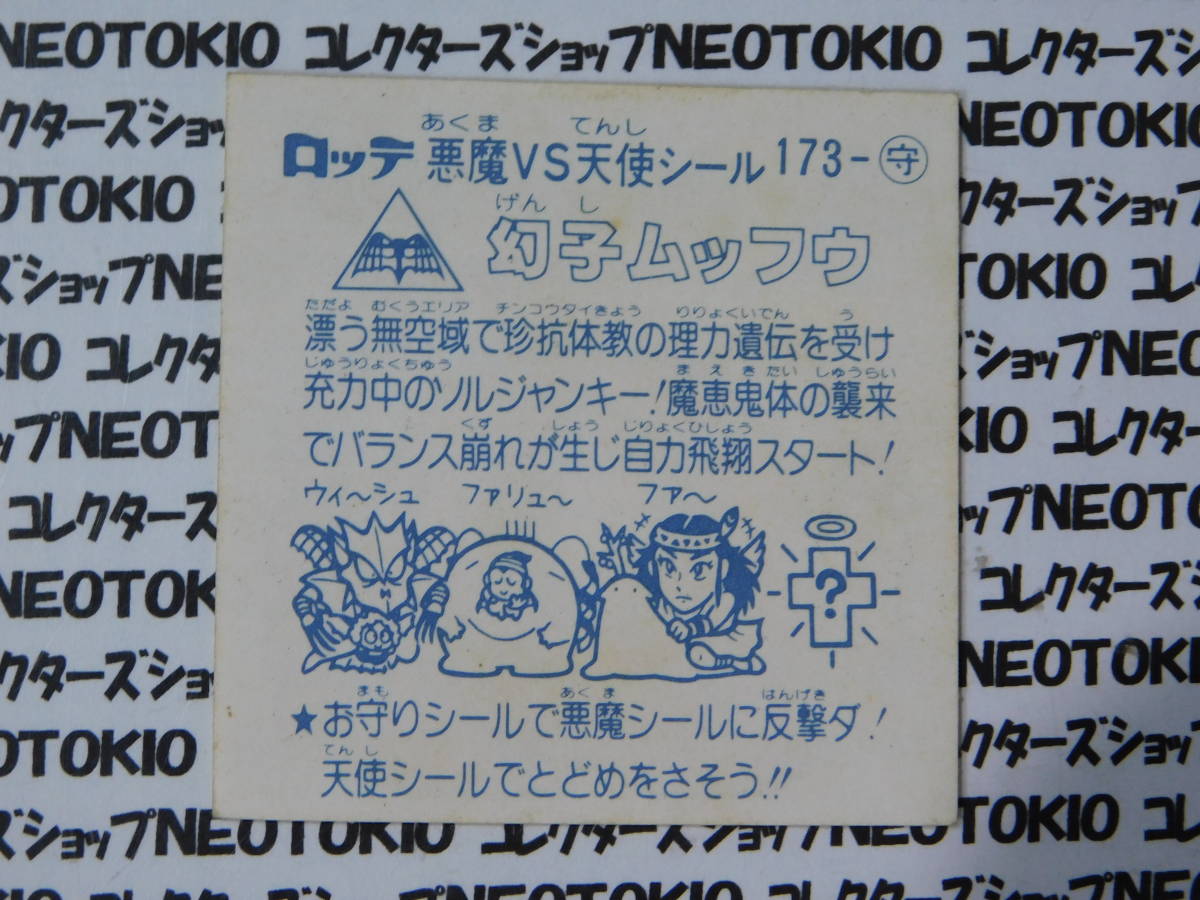 NEOTOKIO コレクターズショップNEOTOKIO コレクターズシ
あくま てんし
ロッテ 悪魔VS天使シール 173-守
げん し
幻子ムッフウ
ただよ むくうエリア チンコウタイきょう りりょくいでん う
漂う無空域で珍抗体教の理力遺伝を受け
じゅうりょくちゅう まえきたい しゅうらい
充力中のソルジャンキー!魔恵鬼体の襲来
くず しょう じりょくひしょう
でバランス崩れが生じ自力飛翔スタート!
ウィ〜シュ ファリュ〜 ファ〜
?
まも あくま はんげき
★お守りシールで悪魔シールに反撃ダ!
てんし
天使シールでとどめをさそう!!